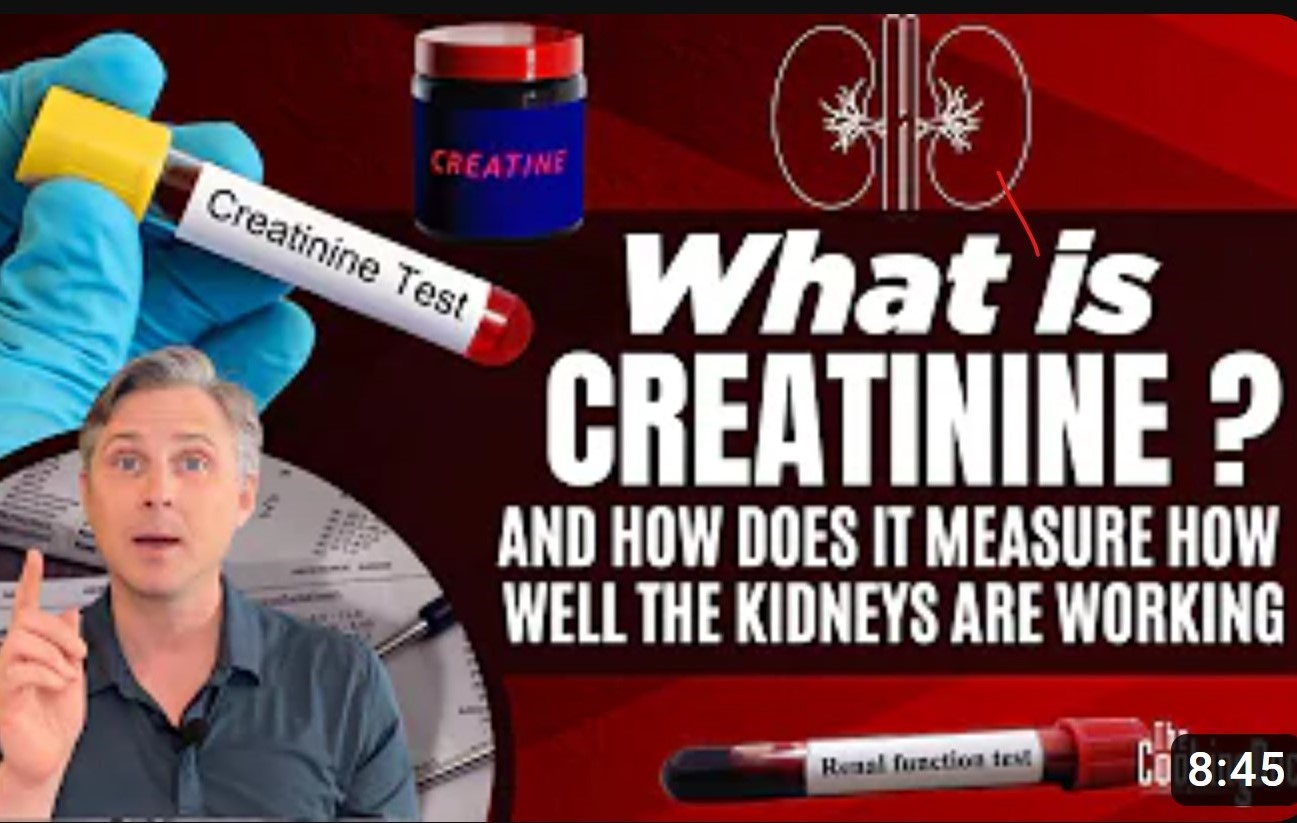 CREATINE
Creatinine Test
What is
CREATININE ?
AND HOW DOES IT MEASURE HOW
WELL THE KIDNEYS ARE WORKING
Renal function test
The
8:45